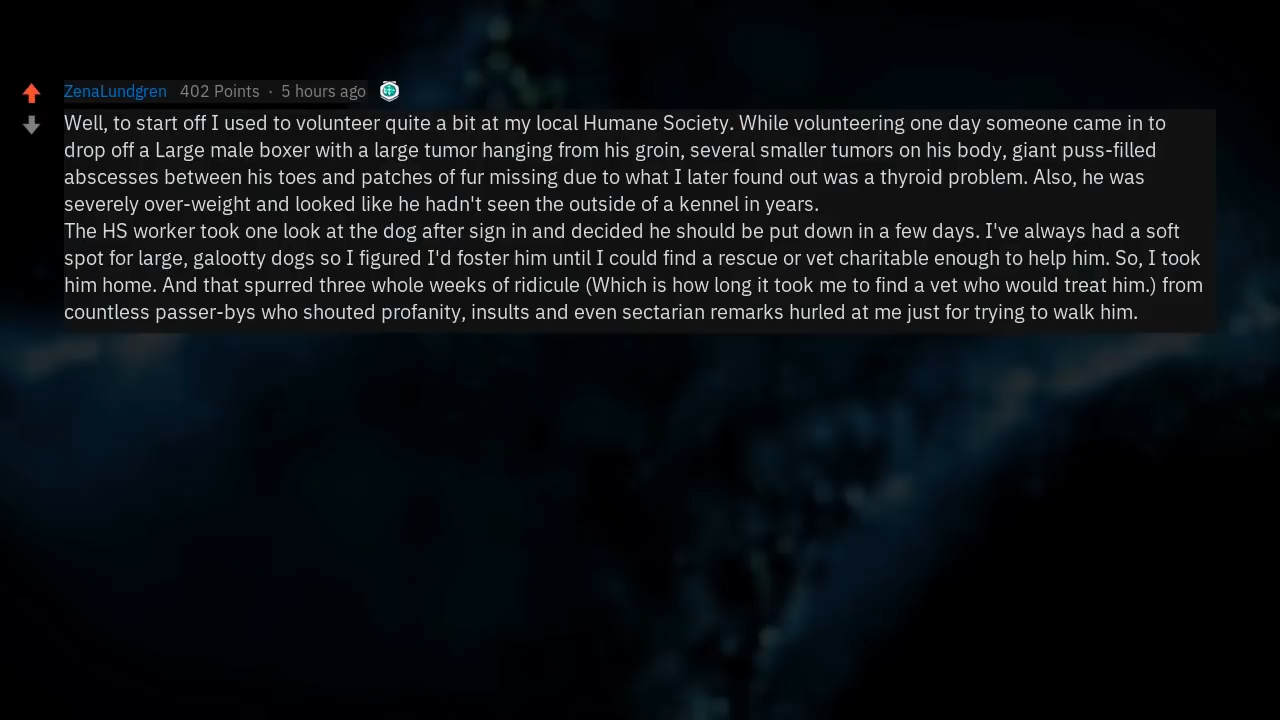 ZenaLundgren 402 Points · 5 hours ago
Well, to start off I used to volunteer quite a bit at my local Humane Society. While volunteering one day someone came in to
drop off a Large male boxer with a large tumor hanging from his groin, several smaller tumors on his body, giant puss-filled
abscesses between his toes and patches of fur missing due to what I later found out was a thyroid problem. Also, he was
severely over-weight and looked like he hadn't seen the outside of a kennel in years.
The HS worker took one look at the dog after sign in and decided he should be put down in a few days. I've always had a soft
spot for large, galootty dogs so I figured I'd foster him until I could find a rescue or vet charitable enough to help him. So, I took
him home. And that spurred three whole weeks of ridicule (Which is how long it took me to find a vet who would treat him.) from
countless passer-bys who shouted profanity, insults and even sectarian remarks hurled at me just for trying to walk him.